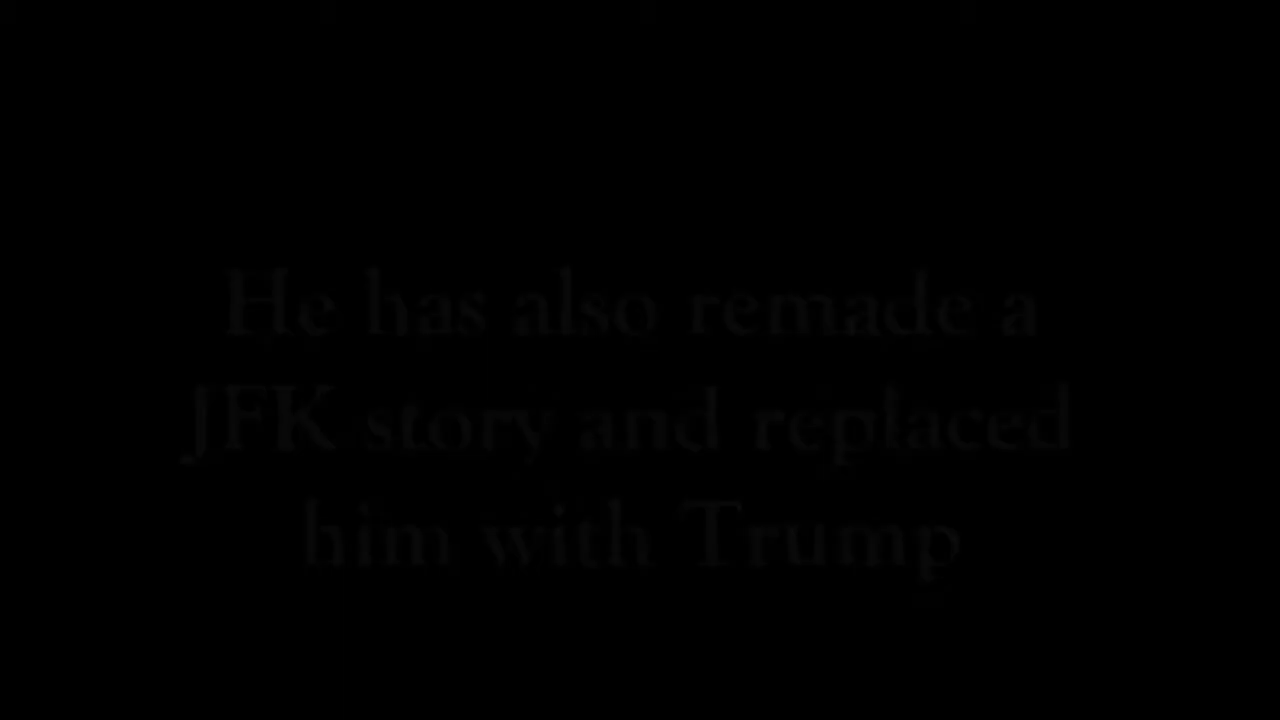 He has also remade a
JFK story and replaced
him with Trump